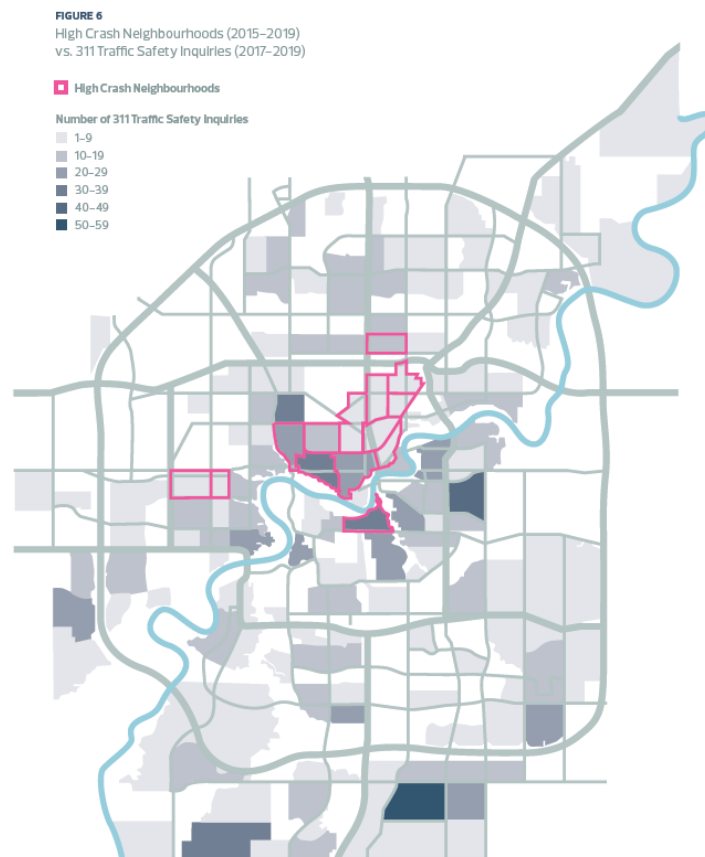 FIGURE 6
High Crash Neighbourhoods (2015–2019)
vs. 311 Traffic Safety Inquiries (2017–2019)
High Crash Neighbourhoods
Number of 311 Traffic Safety Inquiries
1–9
10–19
20–29
30–39
40–49
50–59